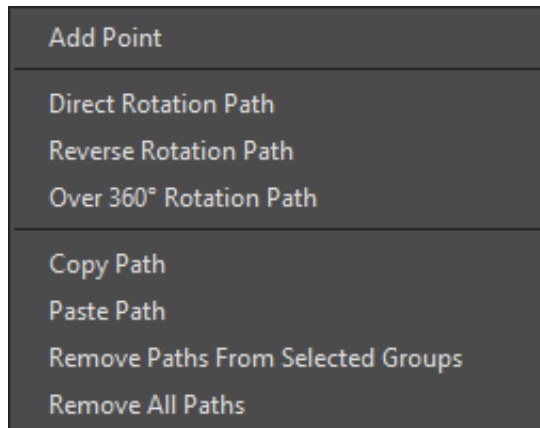 Add Point
Direct Rotation Path
Reverse Rotation Path
Over 360° Rotation Path
Copy Path
Paste Path
Remove Paths From Selected Groups
Remove All Paths